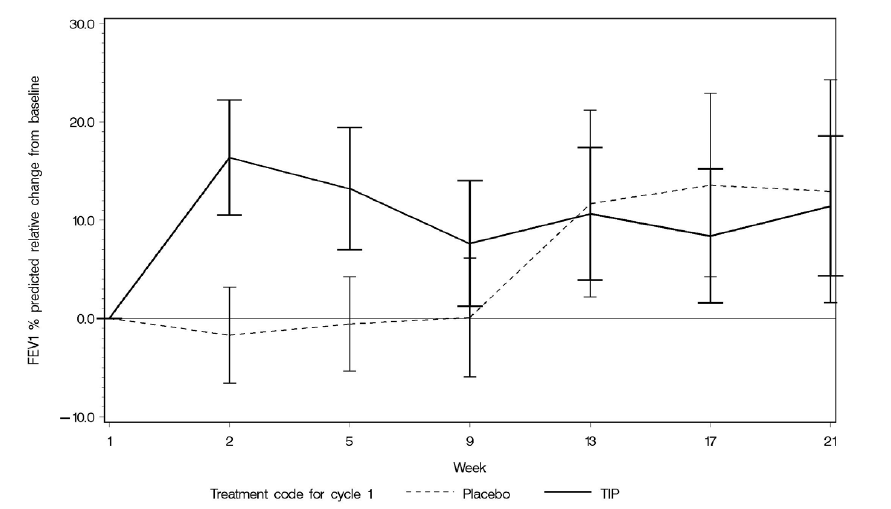 FEV1 % predicted relative change from baseline
30.0
20.0
10.0
0.0
−10.0
1 2 5 9 13 17 21
Week
Treatment code for cycle 1 Placebo TIP